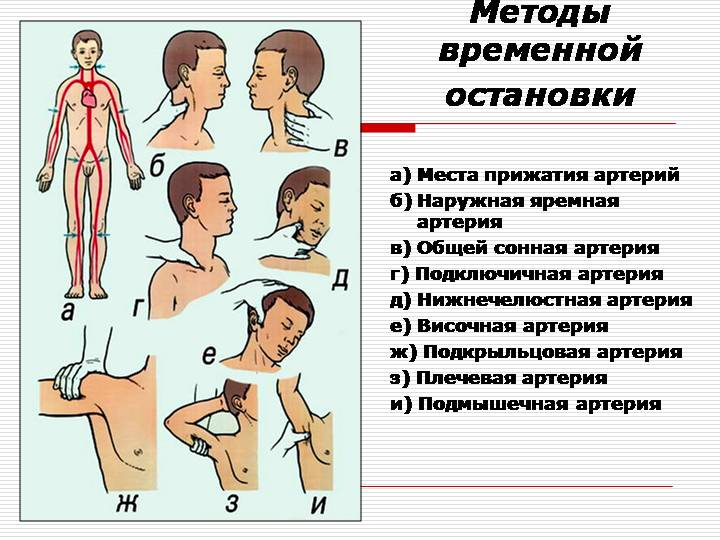 Методы
временной
остановки
а) Места прижатия артерий
б) Наружная яремная
артерия
в) Общей сонная артерия
г) Подключичная артерия
д) Нижнечелюстная артерия
е) Височная артерия
ж) Подкрыльцовая артерия
з) Плечевая артерия
и) Подмышечная артерия
б
в
а
г
д
е
ж
з
и